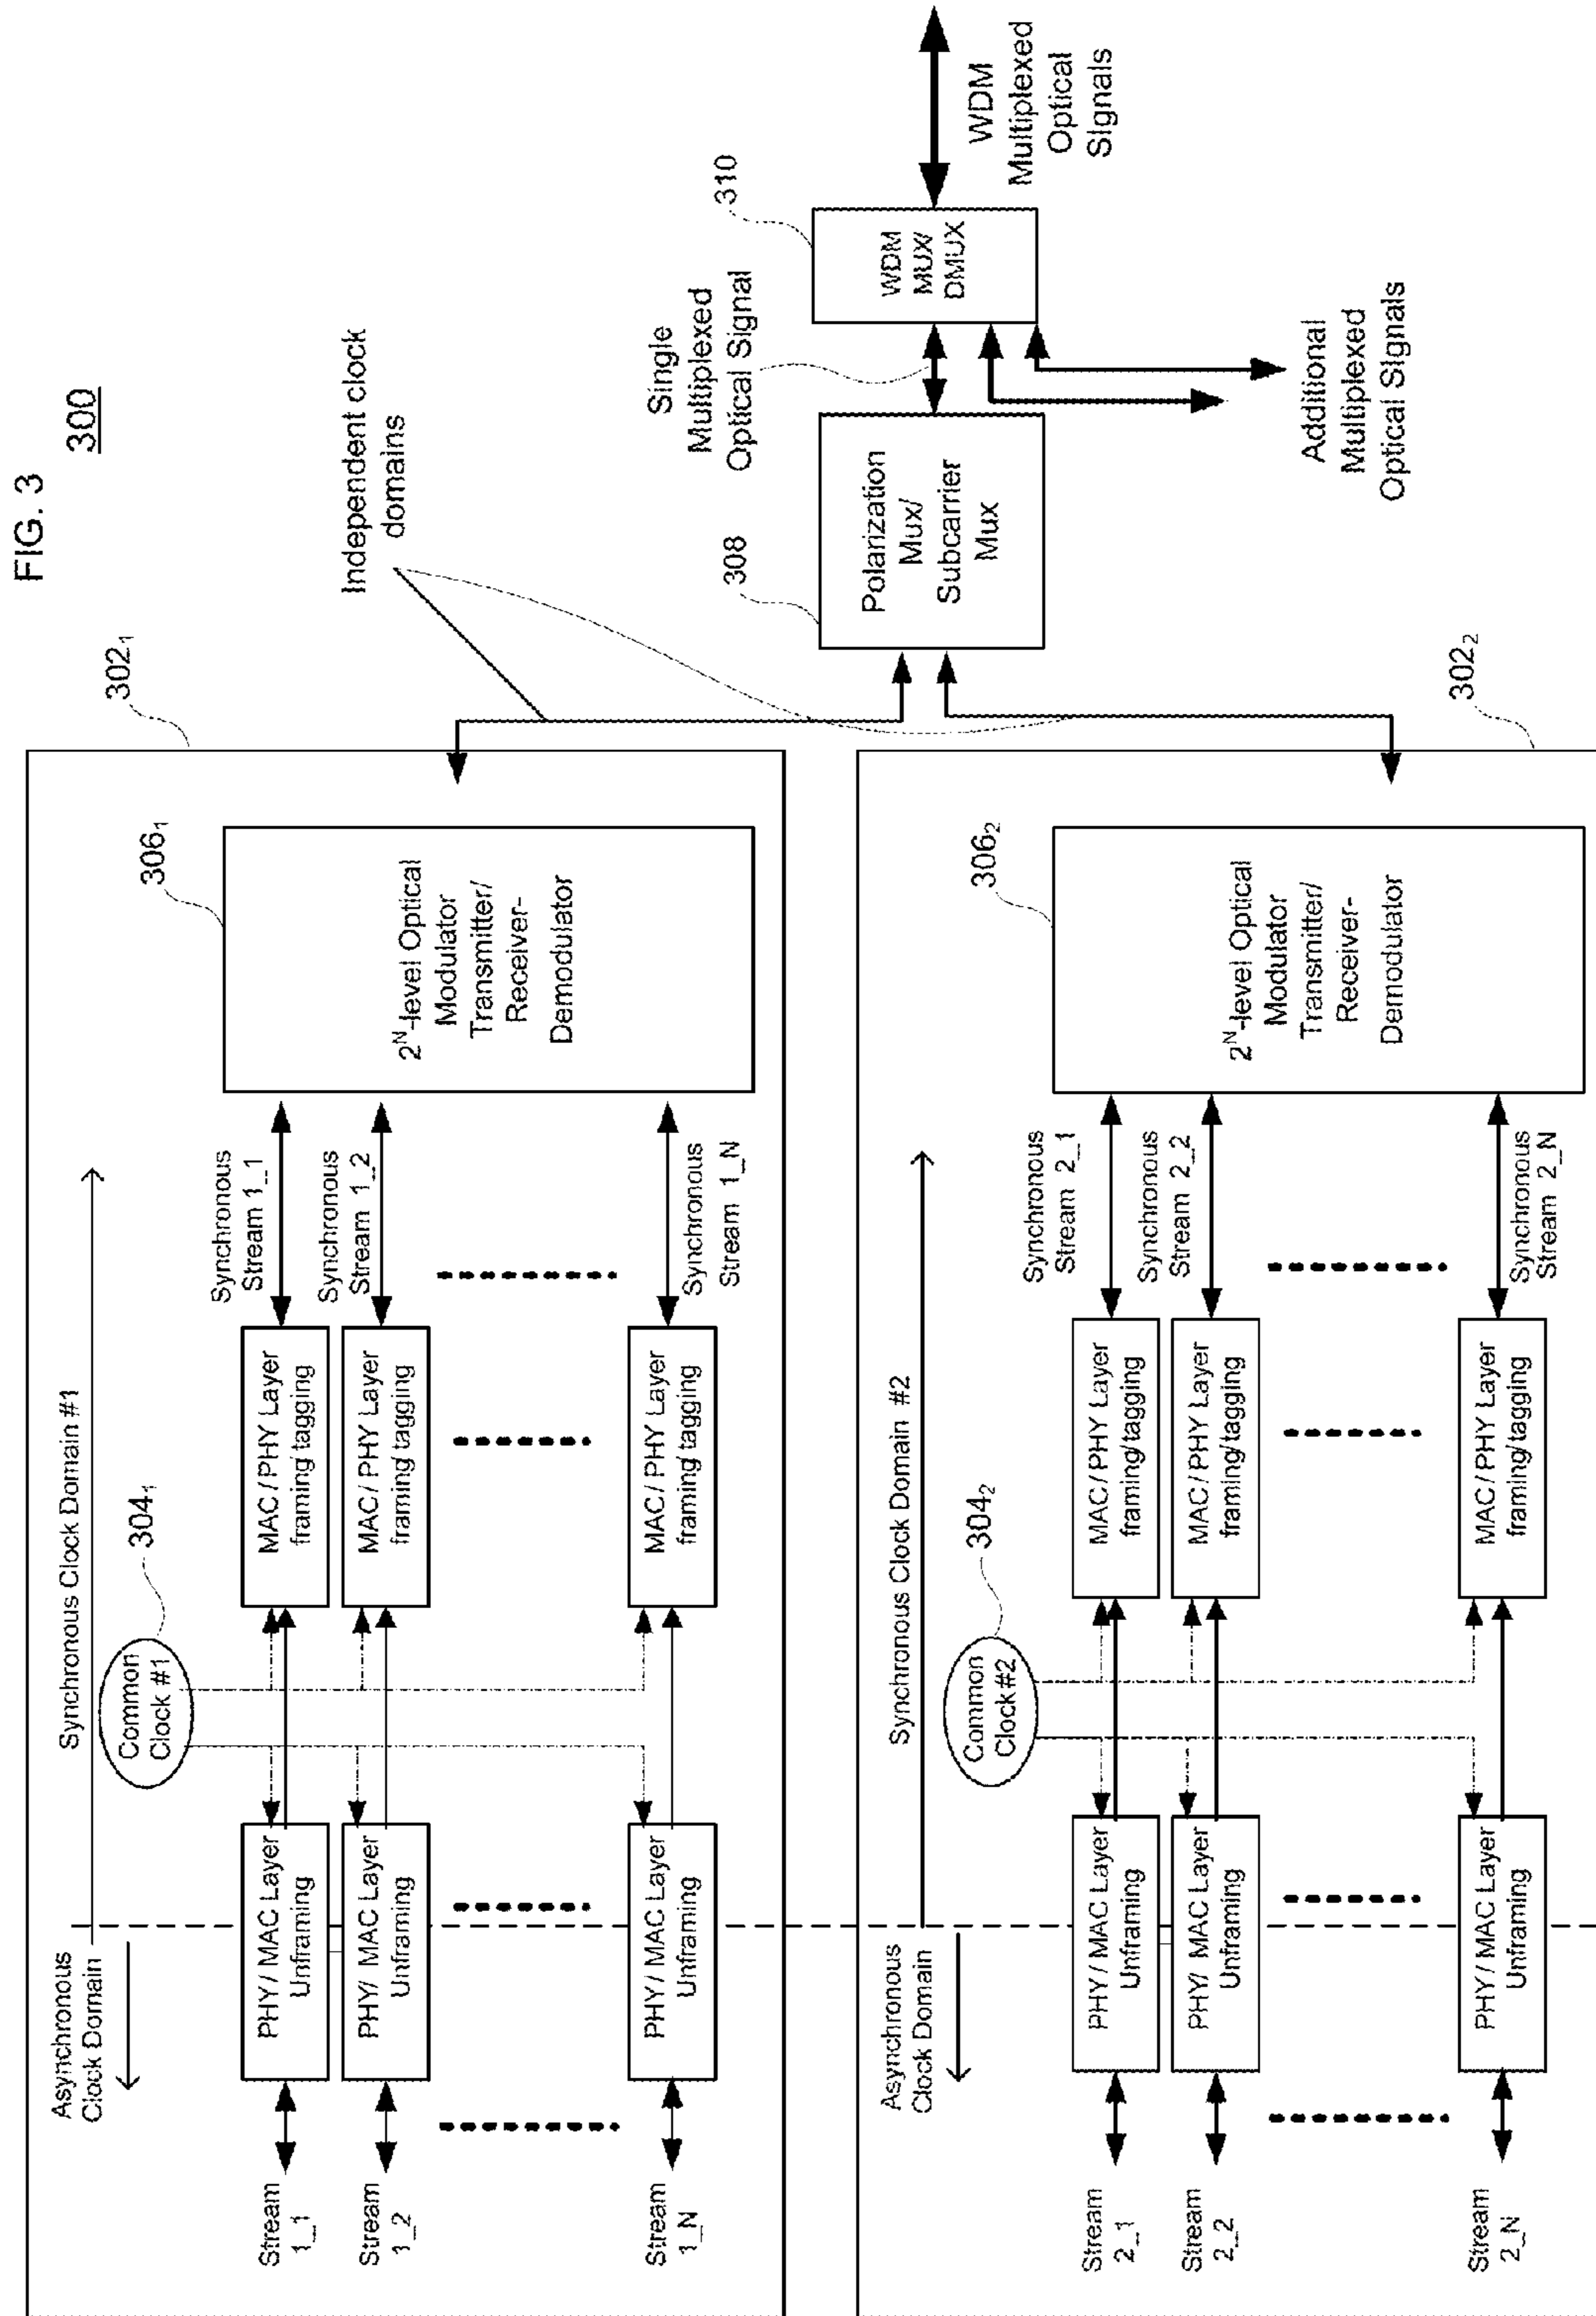 FIG. 3
300
302₁
Asynchronous
Clock Domain
Synchronous Clock Domain #1
Common
Clock #1
304₁
Stream
1_1
PHY / MAC Layer
Unframing
MAC / PHY Layer
framing/tagging
Synchronous
Stream 1_1
Stream
1_2
PHY/ MAC Layer
Unframing
MAC / PHY Layer
framing/tagging
Synchronous
Stream 1_2
Stream
1_N
PHY / MAC Layer
Unframing
MAC / PHY Layer
framing/tagging
Synchronous
Stream 1_N
306₁
2ᴺ-level Optical
Modulator
Transmitter/
Receiver-
Demodulator
Independent clock
domains
308
Polarization
Mux/
Subcarrier
Mux
Single
Multiplexed
Optical Signal
310
WDM
MUX/
DMUX
WDM
Multiplexed
Optical
SIgnals
Additional
Multiplexed
Optical SIgnals
302₂
Asynchronous
Clock Domain
Synchronous Clock Domain #2
Common
Clock#2
304₂
Stream
2_1
PHY / MAC Layer
Unframing
MAC / PHY Layer
framing/tagging
Synchronous
Stream 2_1
Stream
2_2
PHY/ MAC Layer
Unframing
MAC / PHY Layer
framing/tagging
Synchronous
Stream 2_2
Stream
2_N
PHY / MAC Layer
Unframing
MAC / PHY Layer
framing/tagging
Synchronous
Stream 2_N
306₂
2ᴺ-level Optical
Modulator
Transmitter/
Receiver-
Demodulator